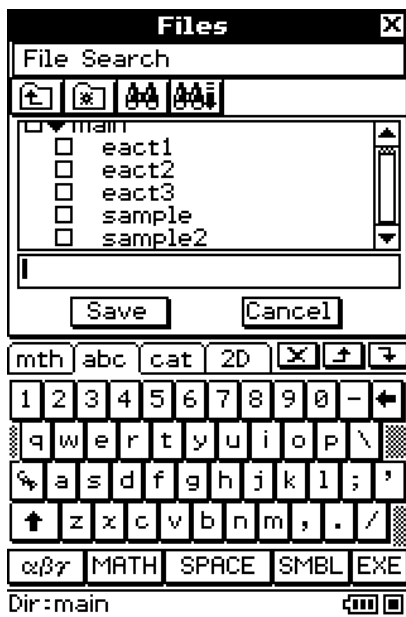 Files
File Search
main
eact1
eact2
eact3
sample
sample2
Save Cancel
mth abc cat 2D
1 2 3 4 5 6 7 8 9 0 -
q w e r t y u i o p \
a s d f g h j k l ; '
z x c v b n m , . /
αβγ MATH SPACE SMBL EXE
Dir:main